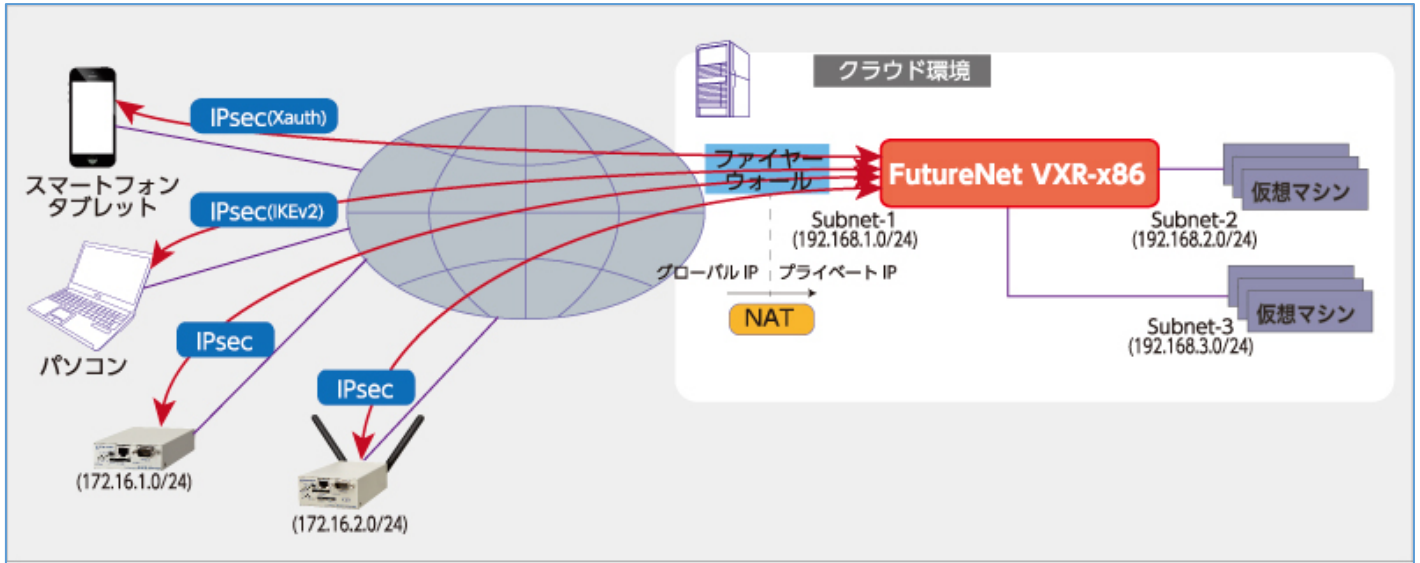 クラウド環境
IPsec(Xauth)
スマートフォン
タブレット
IPsec(IKEv2)
パソコン
IPsec
IPsec
(172.16.1.0/24)
(172.16.2.0/24)
ファイヤー
ウォール
FutureNet VXR-x86
Subnet-1
(192.168.1.0/24)
グローバル IP
プライベート IP
NAT
Subnet-2
(192.168.2.0/24)
仮想マシン
Subnet-3
(192.168.3.0/24)
仮想マシン